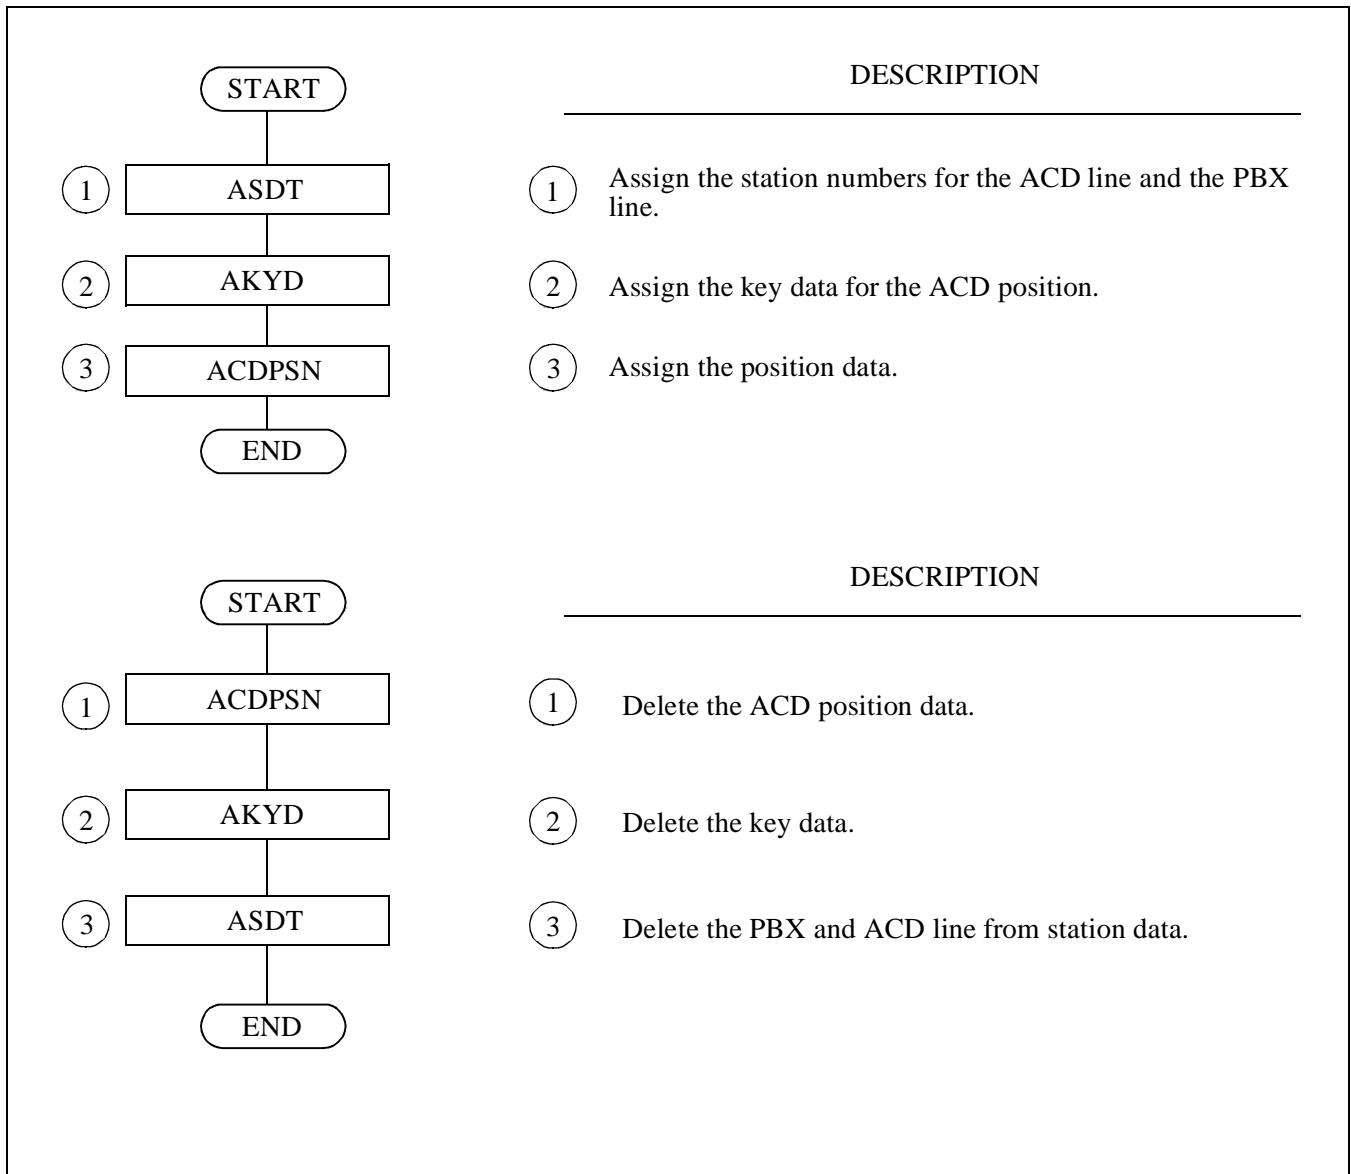 START
DESCRIPTION
1 ASDT
1 Assign the station numbers for the ACD line and the PBX
line.
2 AKYD
2 Assign the key data for the ACD position.
3 ACDPSN
3 Assign the position data.
END
START
DESCRIPTION
1 ACDPSN
1 Delete the ACD position data.
2 AKYD
2 Delete the key data.
3 ASDT
3 Delete the PBX and ACD line from station data.
END